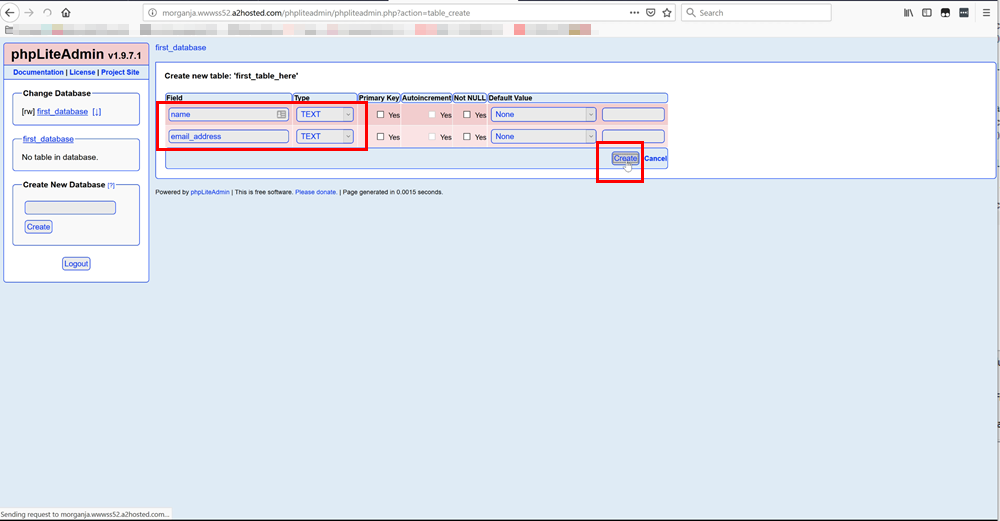 morganja.wwwss52.a2hosted.com/phpliteadmin/phpliteadmin.php?action=table_create
Search
phpLiteAdmin v1.9.7.1
Documentation | License | Project Site
Change Database
[rw] first_database [↓]
first_database
No table in database.
Create New Database [?]
Create
Logout
first_database
Create new table: 'first_table_here'
Field Type Primary Key Autoincrement Not NULL Default Value
name TEXT Yes Yes Yes None
email_address TEXT Yes Yes Yes None
Create Cancel
Powered by phpLiteAdmin | This is free software. Please donate. | Page generated in 0.0015 seconds.
Sending request to morganja.wwwss52.a2hosted.com...